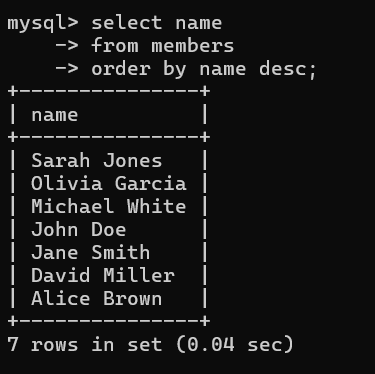 mysql> select name
    -> from members
    -> order by name desc;
+---------------+
| name          |
+---------------+
| Sarah Jones   |
| Olivia Garcia |
| Michael White |
| John Doe      |
| Jane Smith    |
| David Miller  |
| Alice Brown   |
+---------------+
7 rows in set (0.04 sec)